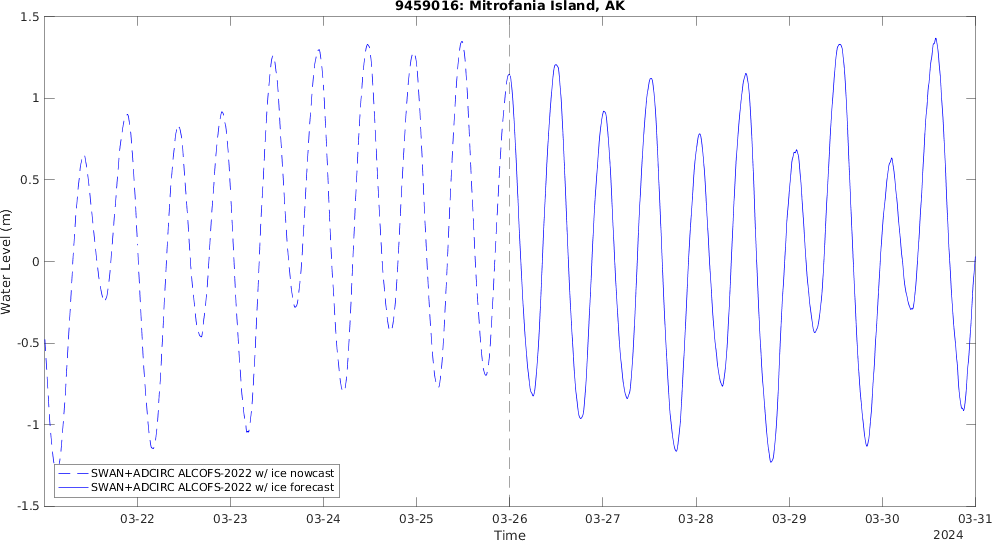 9459016: Mitrofania Island, AK
1.5
1
0.5
0
-0.5
-1
-1.5
Water Level (m)
SWAN+ADCIRC ALCOFS-2022 w/ ice nowcast
SWAN+ADCIRC ALCOFS-2022 w/ ice forecast
03-22 03-23 03-24 03-25 03-26 03-27 03-28 03-29 03-30 03-31
Time
2024